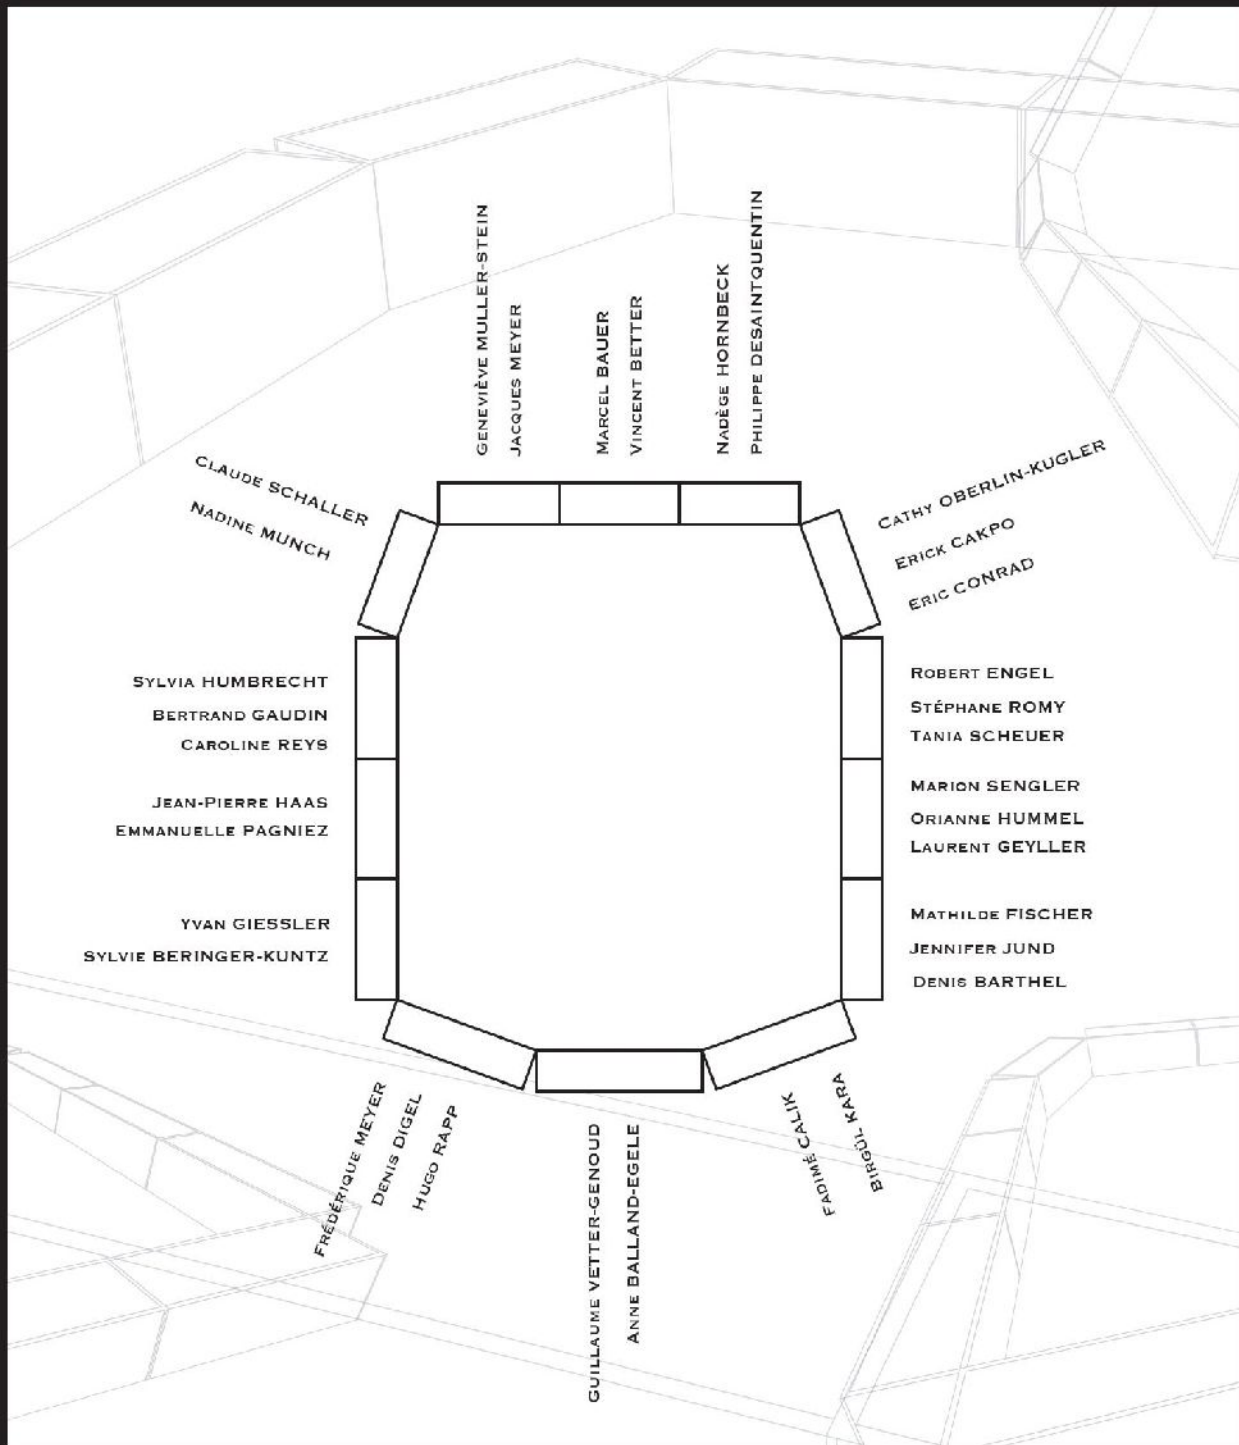 Geneviève MULLER-STEIN
Jacques MEYER
Marcel BAUER
Vincent BETTER
Nadège HORNBECK
Philippe DESAINTQUENTIN
Claude SCHALLER
Nadine MUNCH
Cathy OBERLIN-KUGLER
Erick CAKPO
Eric CONRAD
Sylvia HUMBRECHT
Bertrand GAUDIN
Caroline REYS
Jean-Pierre HAAS
Emmanuelle PAGNIEZ
Yvan GIESSLER
Sylvie BERINGER-KUNTZ
Robert ENGEL
Stéphane ROMY
Tania SCHEUER
Marion SENGLER
Orianne HUMMEL
Laurent GEYLLER
Mathilde FISCHER
Jennifer JUND
Denis BARTHEL
Frédérique MEYER
Denis DIGEL
Hugo RAPP
Guillaume VETTER-GENOUD
Anne BALLAND-EGELE
Fadimé CALIK
Birgül KARA